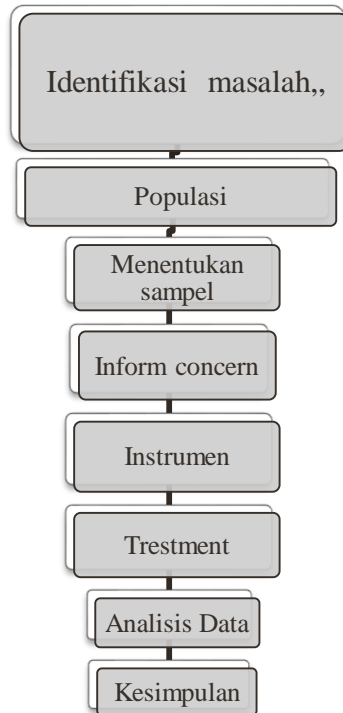 Identifikasi masalah,,
Populasi
Menentukan
sampel
Inform concern
Instrumen
Trestment
Analisis Data
Kesimpulan